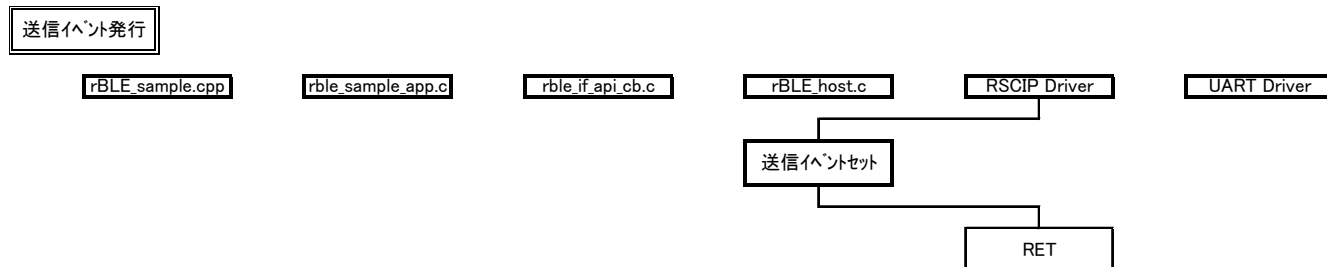 送信ｲﾍﾞﾝﾄ発行
rBLE_sample.cpp
rble_sample_app.c
rble_if_api_cb.c
rBLE_host.c
RSCIP Driver
UART Driver
送信ｲﾍﾞﾝﾄｾｯﾄ
RET